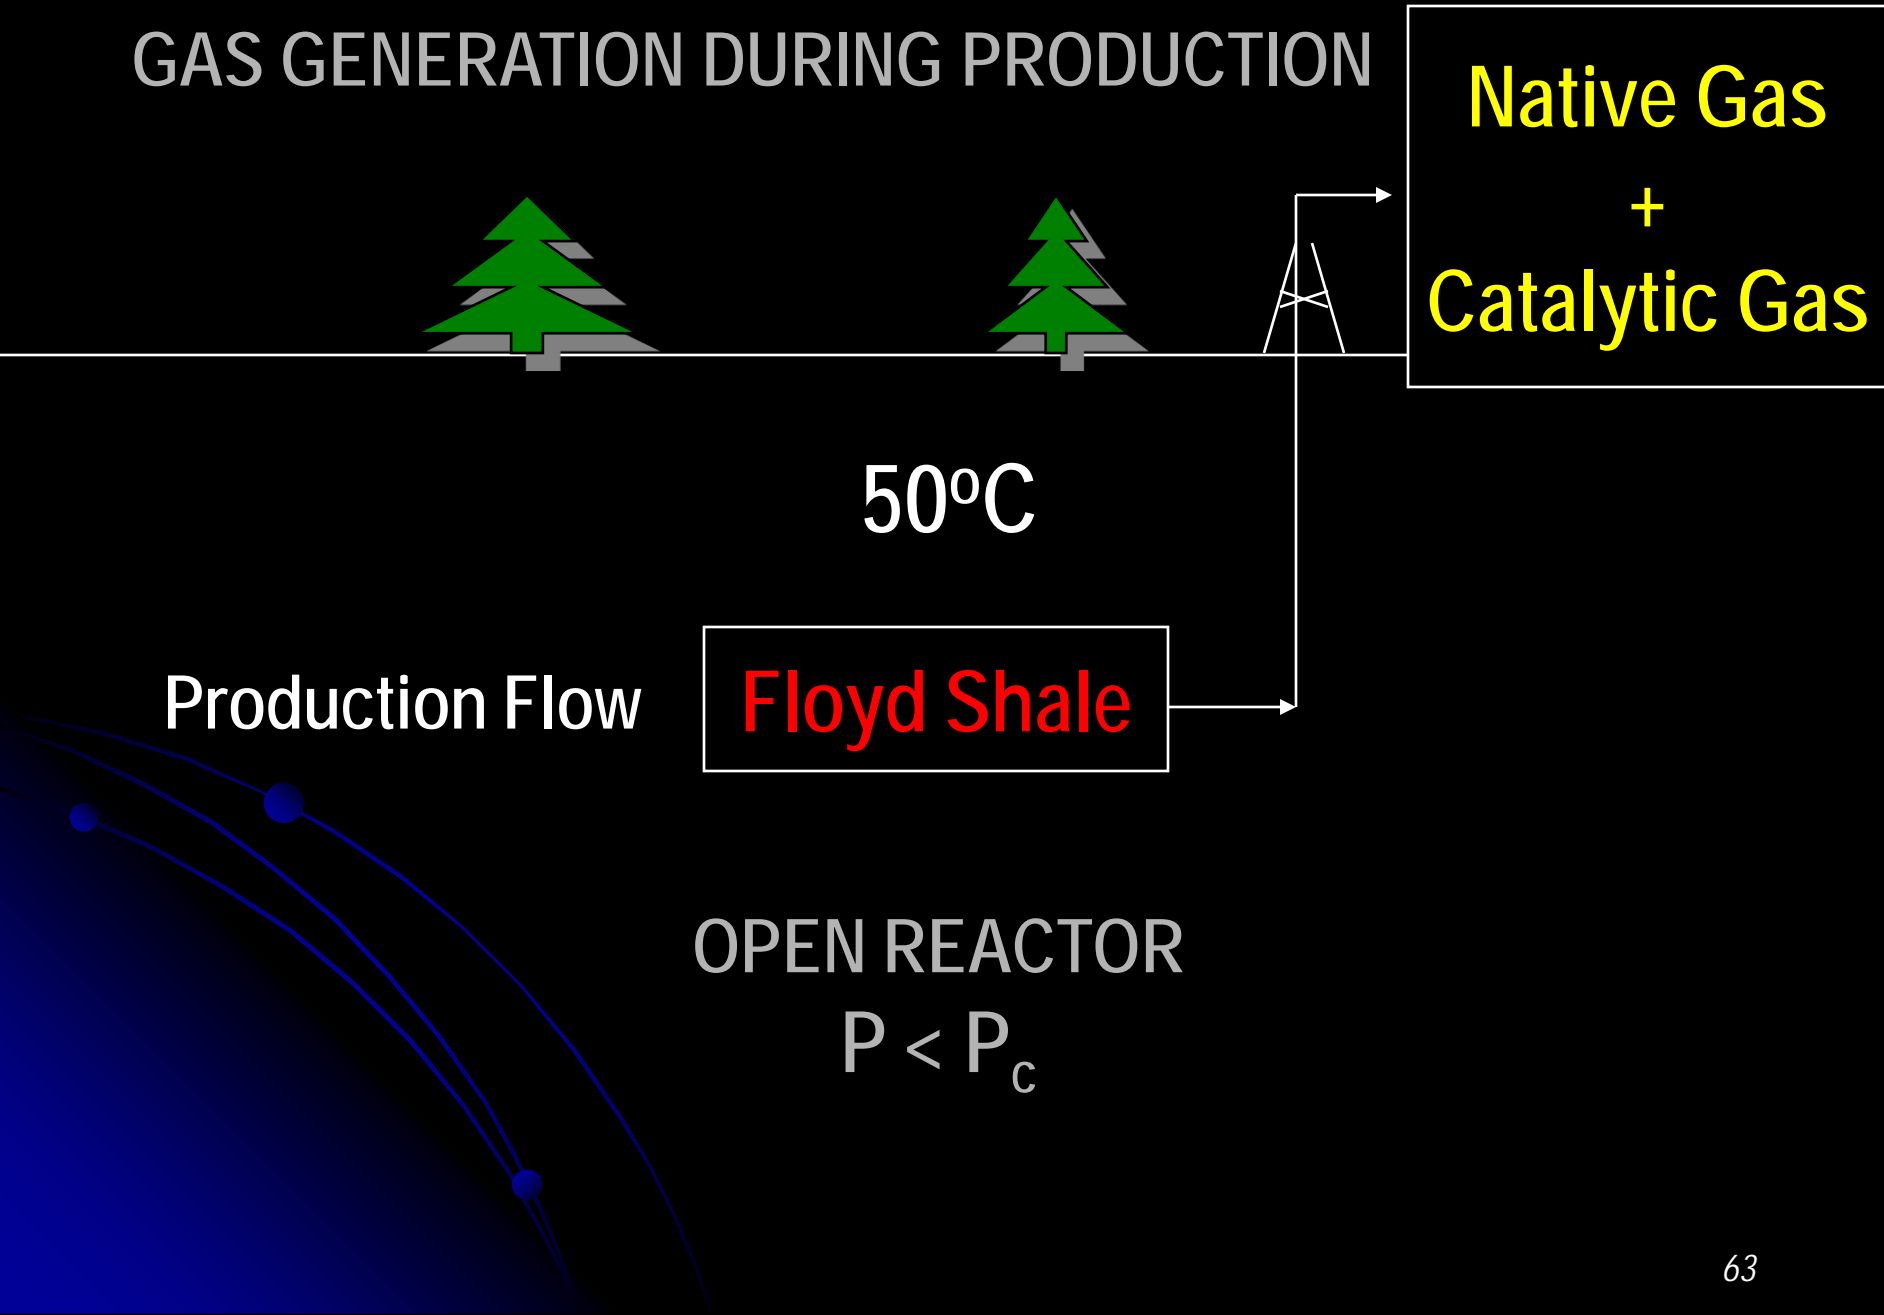 GAS GENERATION DURING PRODUCTION
Native Gas
+
Catalytic Gas
50ºC
Production Flow
Floyd Shale
OPEN REACTOR
P < Pc
63